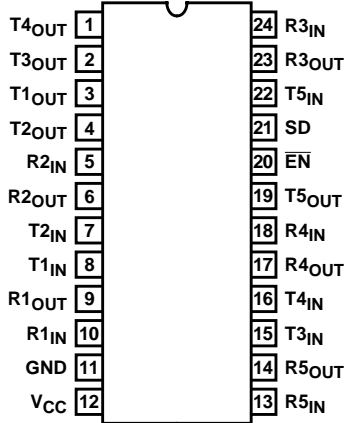 T4OUT 1 24 R3IN
T3OUT 2 23 R3OUT
T1OUT 3 22 T5IN
T2OUT 4 21 SD
R2IN 5 20 E̅N̅
R2OUT 6 19 T5OUT
T2IN 7 18 R4IN
T1IN 8 17 R4OUT
R1OUT 9 16 T4IN
R1IN 10 15 T3IN
GND 11 14 R5OUT
VCC 12 13 R5IN